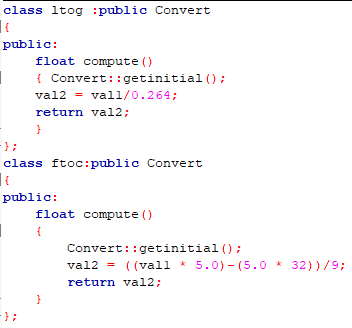 class ltog :public Convert
{
public:
    float compute()
    { Convert::getinitial();
    val2 = val1/0.264;
    return val2;
    }
};
class ftoc:public Convert
{
public:
    float compute()
    {
        Convert::getinitial();
        val2 = ((val1 * 5.0)-(5.0 * 32))/9;
        return val2;
    }
};